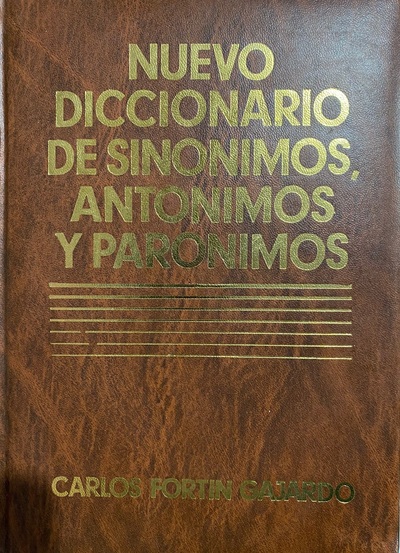 NUEVO
DICCIONARIO
DE SINONIMOS,
ANTONIMOS
Y PARONIMOS
CARLOS FORTIN GAJARDO